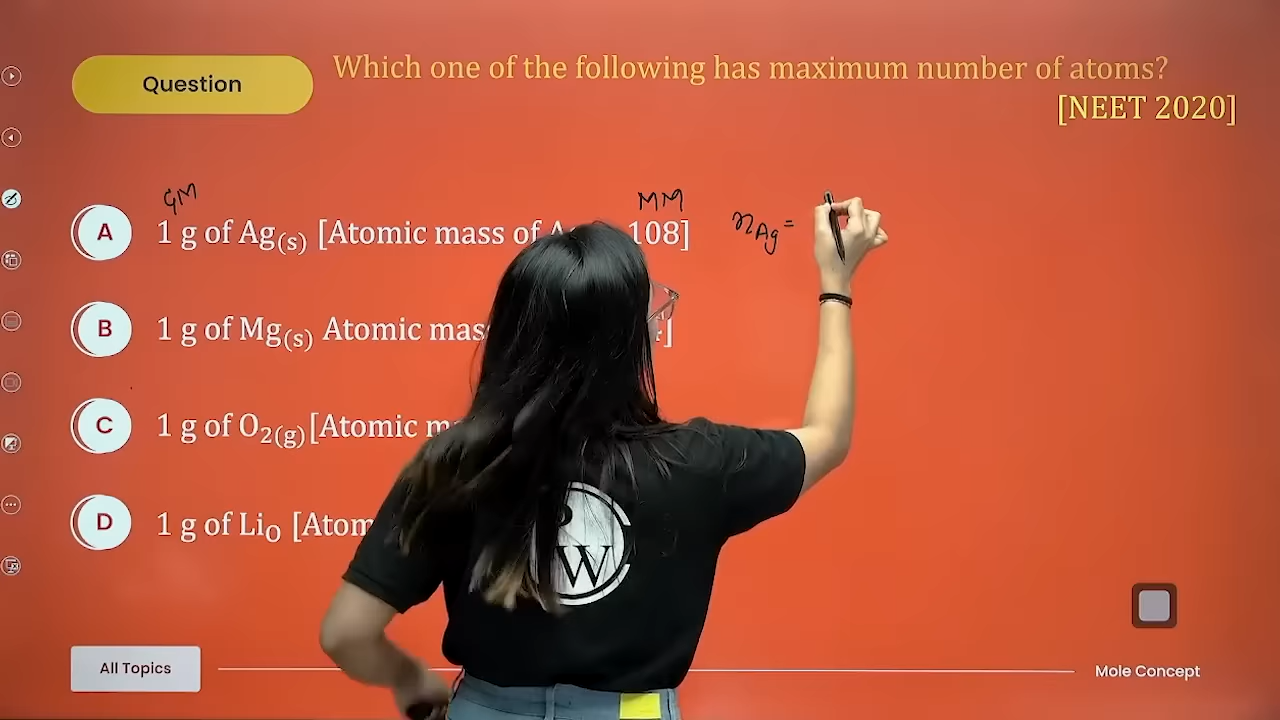 Question
Which one of the following has maximum number of atoms?
[NEET 2020]
GM
MM
A
1 g of Ag(s) [Atomic mass of 108]
nAg =
B
1 g of Mg(s) Atomic mas
C
1 g of O2(g) [Atomic m
D
1 g of LiO [Atom
W
All Topics
Mole Concept